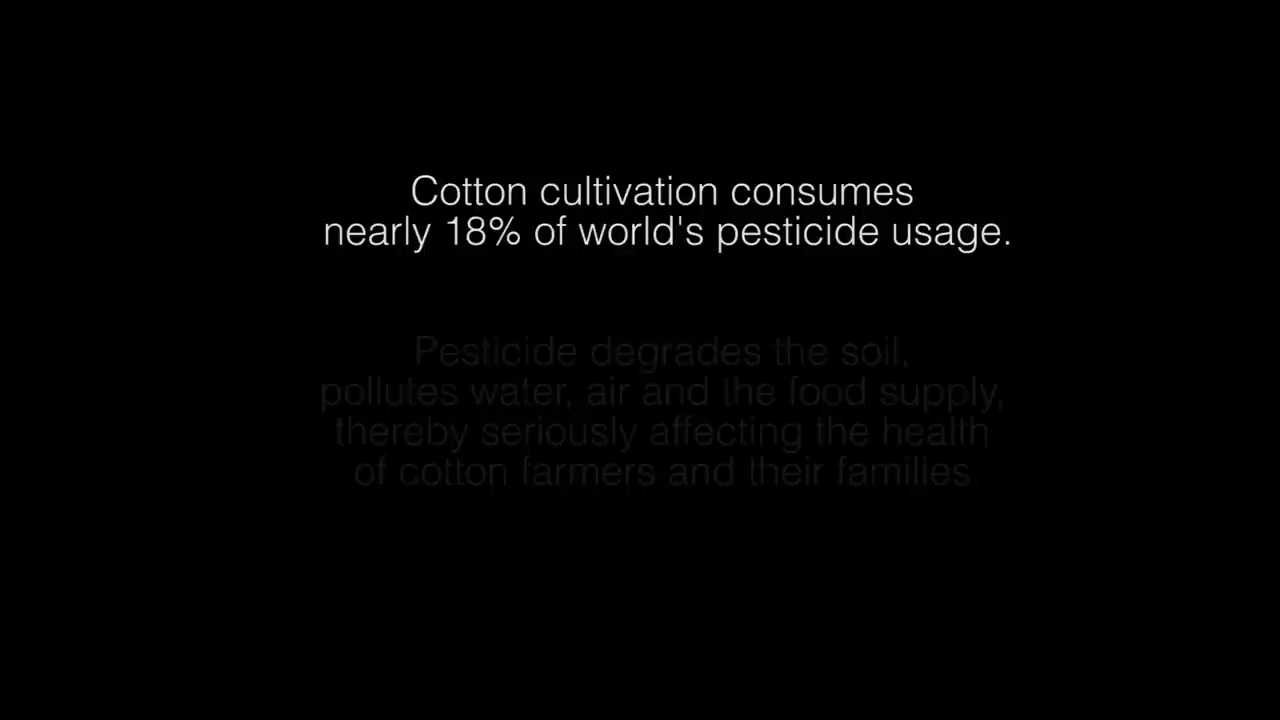 Cotton cultivation consumes
nearly 18% of world's pesticide usage.
Pesticide degrades the soil,
pollutes water, air and the food supply,
thereby seriously affecting the health
of cotton farmers and their families.